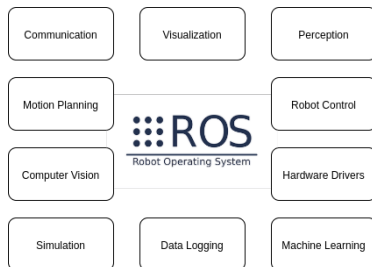 Communication
Visualization
Perception
Motion Planning
Robot Control
ROS
Robot Operating System
Computer Vision
Hardware Drivers
Simulation
Data Logging
Machine Learning